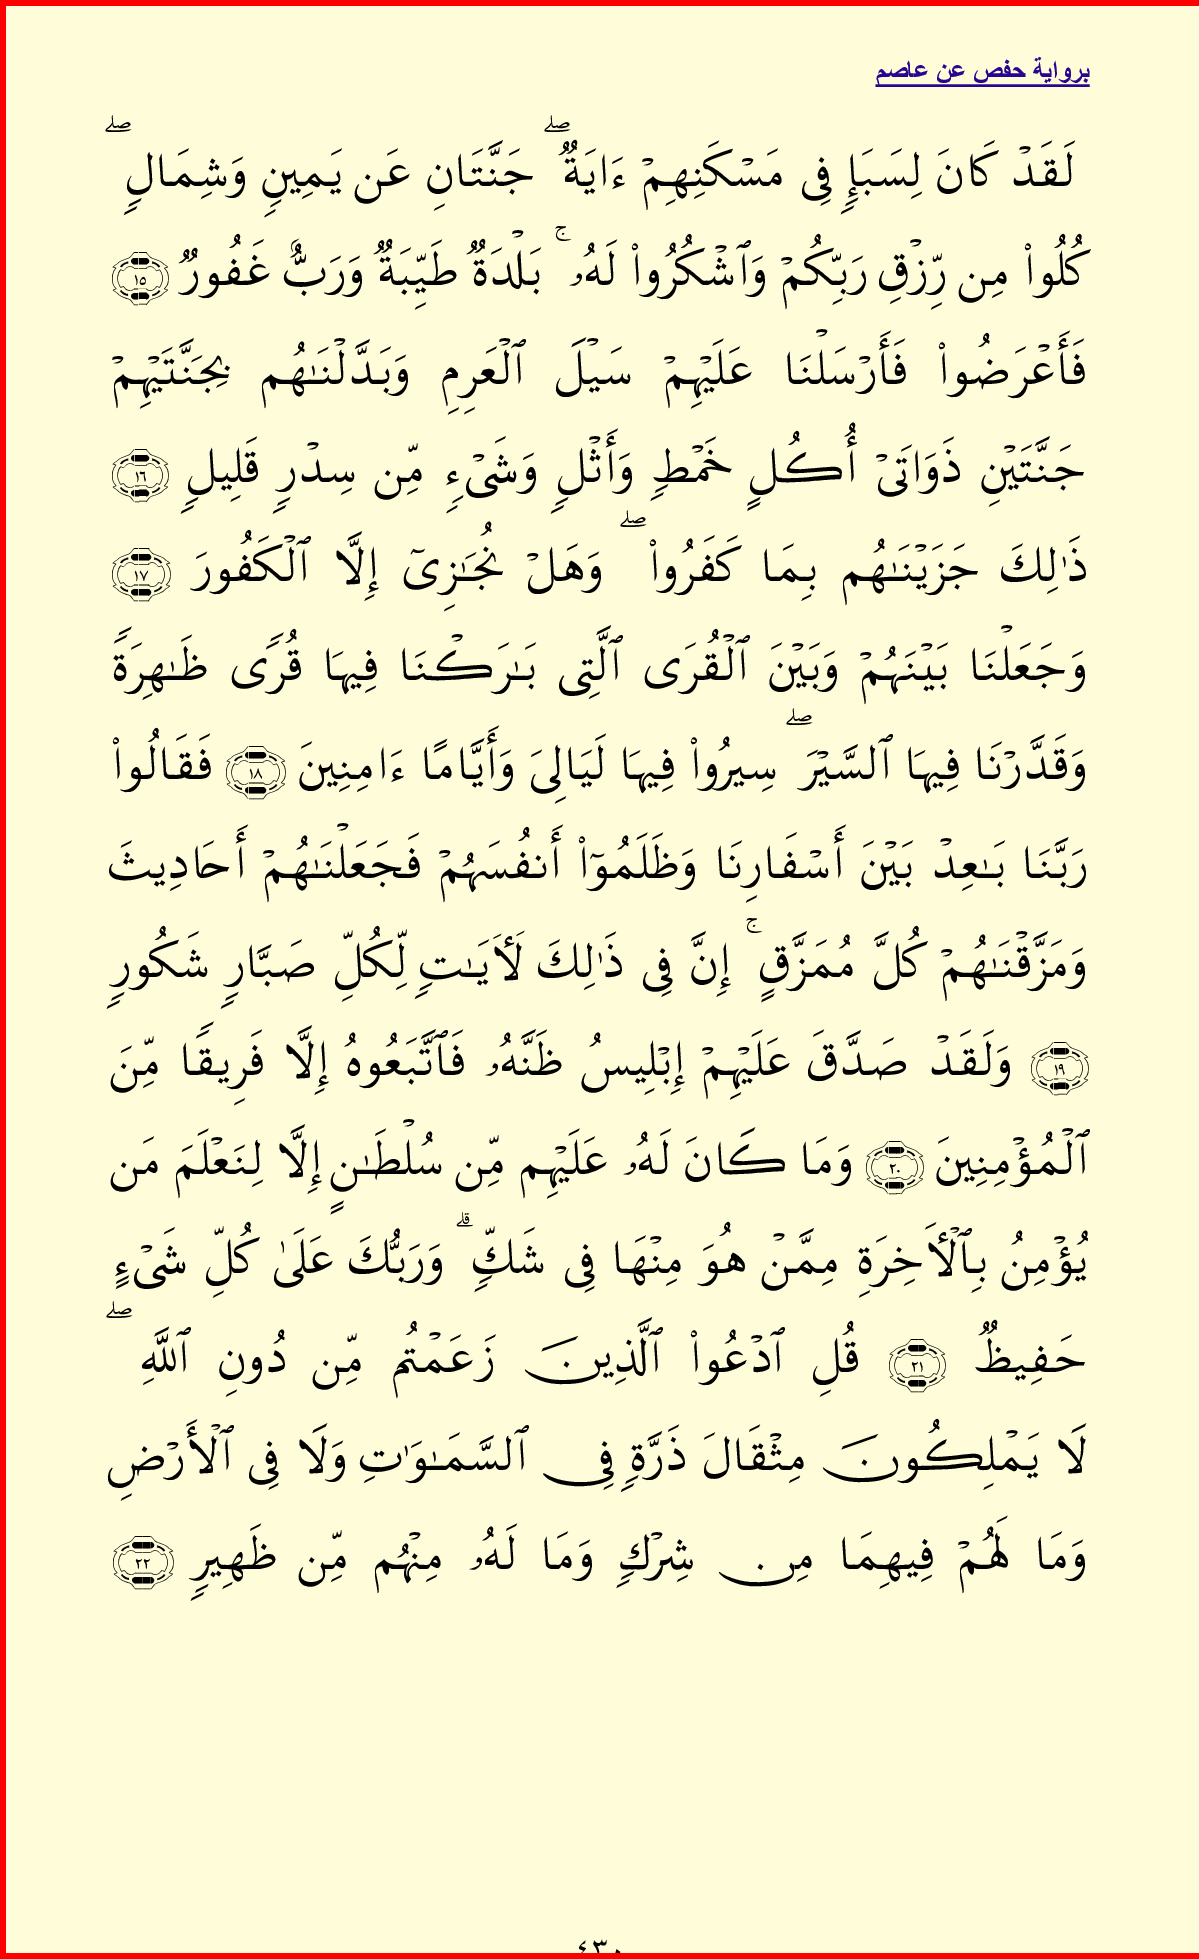 برواية حفص عن عاصم
لَقَدۡ كَانَ لِسَبَإٖ فِي مَسۡكَنِهِمۡ ءَايَةٞۖ جَنَّتَانِ عَن يَمِينٖ وَشِمَالٖۖ
كُلُواْ مِن رِّزۡقِ رَبِّكُمۡ وَٱشۡكُرُواْ لَهُۥۚ بَلۡدَةٞ طَيِّبَةٞ وَرَبٌّ غَفُورٞ ١٥
فَأَعۡرَضُواْ فَأَرۡسَلۡنَا عَلَيۡهِمۡ سَيۡلَ ٱلۡعَرِمِ وَبَدَّلۡنَٰهُم بِجَنَّتَيۡهِمۡ
جَنَّتَيۡنِ ذَوَاتَيۡ أُكُلٍ خَمۡطٖ وَأَثۡلٖ وَشَيۡءٖ مِّن سِدۡرٖ قَلِيلٖ ١٦
ذَٰلِكَ جَزَيۡنَٰهُم بِمَا كَفَرُواْۖ وَهَلۡ نُجَٰزِيٓ إِلَّا ٱلۡكَفُورَ ١٧
وَجَعَلۡنَا بَيۡنَهُمۡ وَبَيۡنَ ٱلۡقُرَى ٱلَّتِي بَٰرَكۡنَا فِيهَا قُرٗى ظَٰهِرَةٗ
وَقَدَّرۡنَا فِيهَا ٱلسَّيۡرَۖ سِيرُواْ فِيهَا لَيَالِيَ وَأَيَّامًا ءَامِنِينَ ١٨ فَقَالُواْ
رَبَّنَا بَٰعِدۡ بَيۡنَ أَسۡفَارِنَا وَظَلَمُوٓاْ أَنفُسَهُمۡ فَجَعَلۡنَٰهُمۡ أَحَادِيثَ
وَمَزَّقۡنَٰهُمۡ كُلَّ مُمَزَّقٍۚ إِنَّ فِي ذَٰلِكَ لَأٓيَٰتٖ لِّكُلِّ صَبَّارٖ شَكُورٖ
١٩ وَلَقَدۡ صَدَّقَ عَلَيۡهِمۡ إِبۡلِيسُ ظَنَّهُۥ فَٱتَّبَعُوهُ إِلَّا فَرِيقٗا مِّنَ
ٱلۡمُؤۡمِنِينَ ٢٠ وَمَا كَانَ لَهُۥ عَلَيۡهِم مِّن سُلۡطَٰنٍ إِلَّا لِنَعۡلَمَ مَن
يُؤۡمِنُ بِٱلۡأٓخِرَةِ مِمَّنۡ هُوَ مِنۡهَا فِي شَكّٖۗ وَرَبُّكَ عَلَىٰ كُلِّ شَيۡءٍ
حَفِيظٞ ٢١ قُلِ ٱدۡعُواْ ٱلَّذِينَ زَعَمۡتُم مِّن دُونِ ٱللَّهِۖ
لَا يَمۡلِكُونَ مِثۡقَالَ ذَرَّةٖ فِي ٱلسَّمَٰوَٰتِ وَلَا فِي ٱلۡأَرۡضِ
وَمَا لَهُمۡ فِيهِمَا مِن شِرۡكٖ وَمَا لَهُۥ مِنۡهُم مِّن ظَهِيرٖ ٢٢